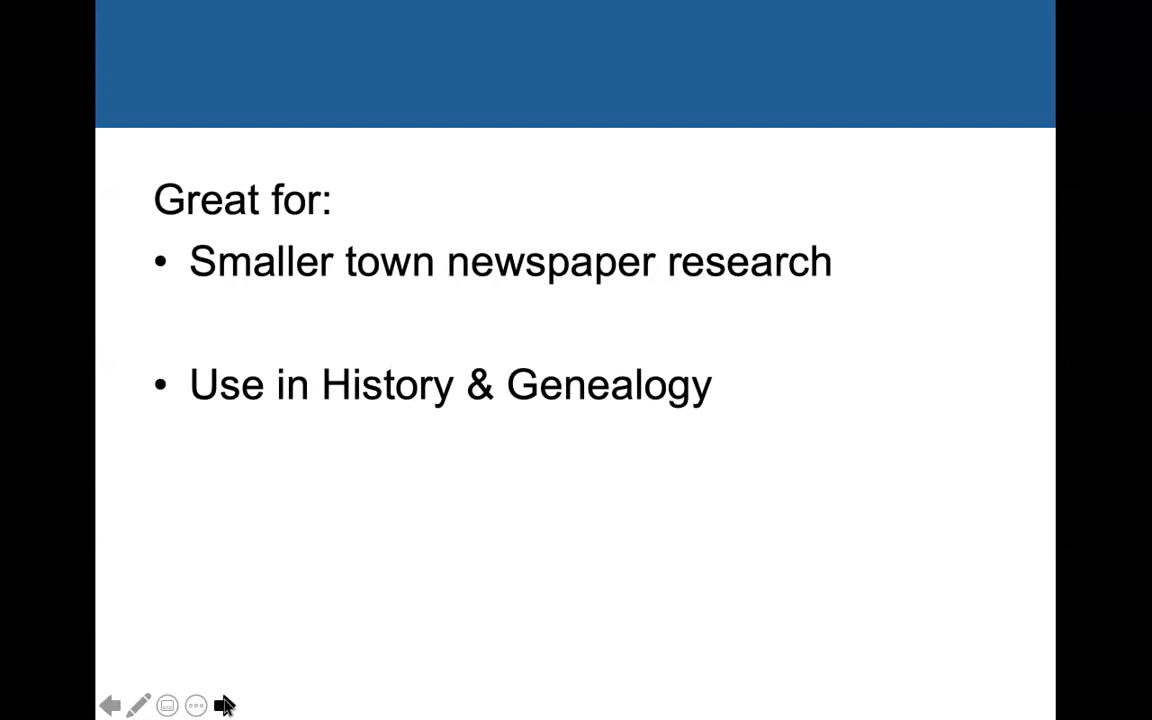 Great for:
• Smaller town newspaper research
• Use in History & Genealogy